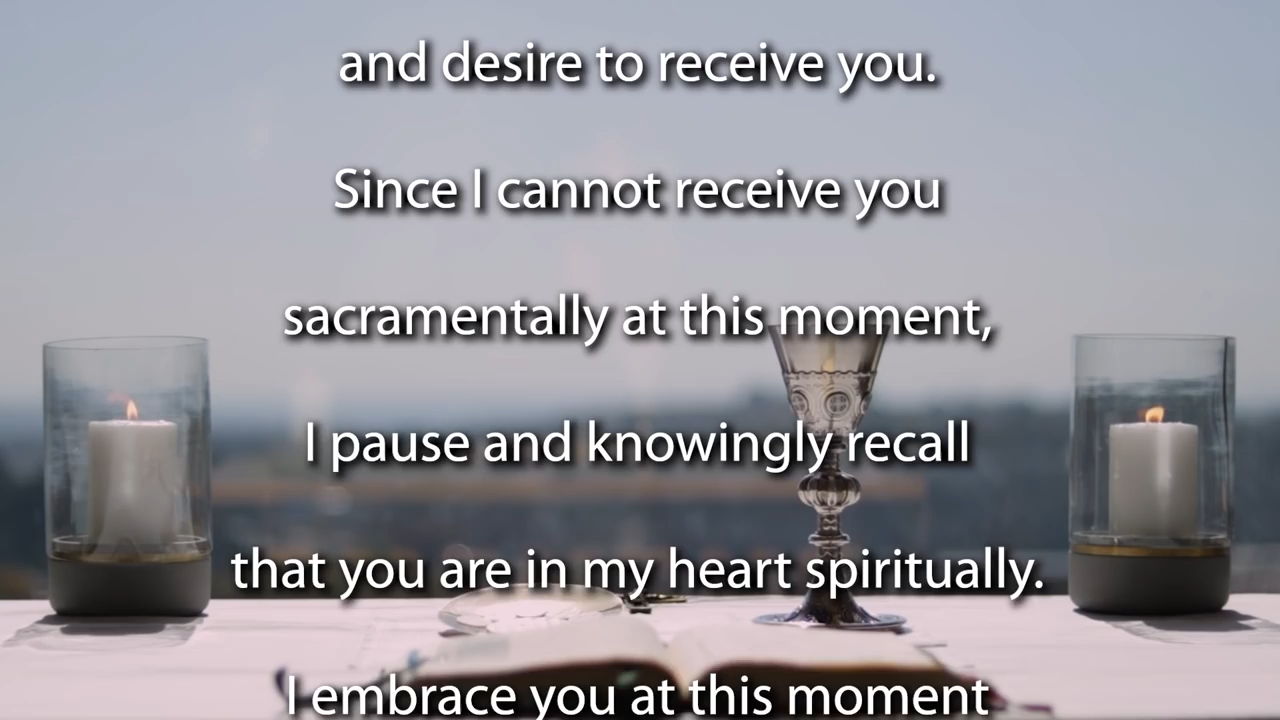 and desire to receive you.
Since I cannot receive you
sacramentally at this moment,
I pause and knowingly recall
that you are in my heart spiritually.
I embrace you at this moment